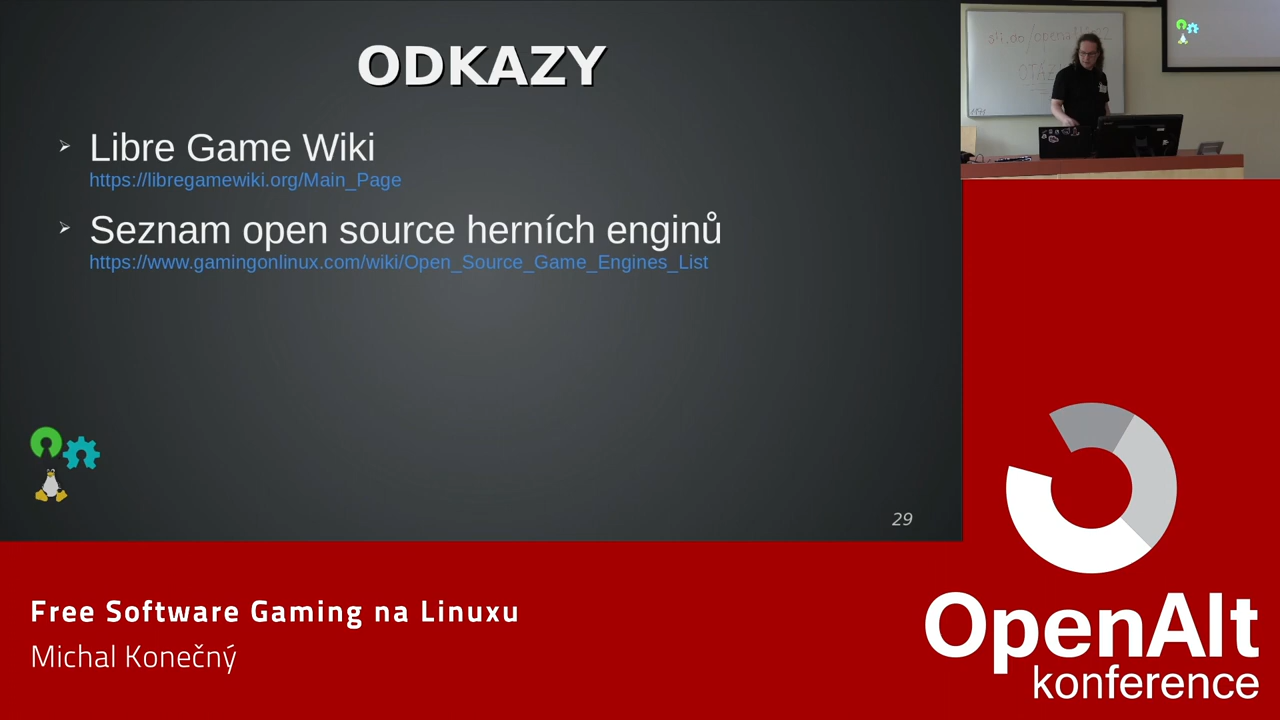 ODKAZY
➢ Libre Game Wiki
https://libregamewiki.org/Main_Page
➢ Seznam open source herních enginů
https://www.gamingonlinux.com/wiki/Open_Source_Game_Engines_List
29
Free Software Gaming na Linuxu
Michal Konečný
OpenAlt
konference